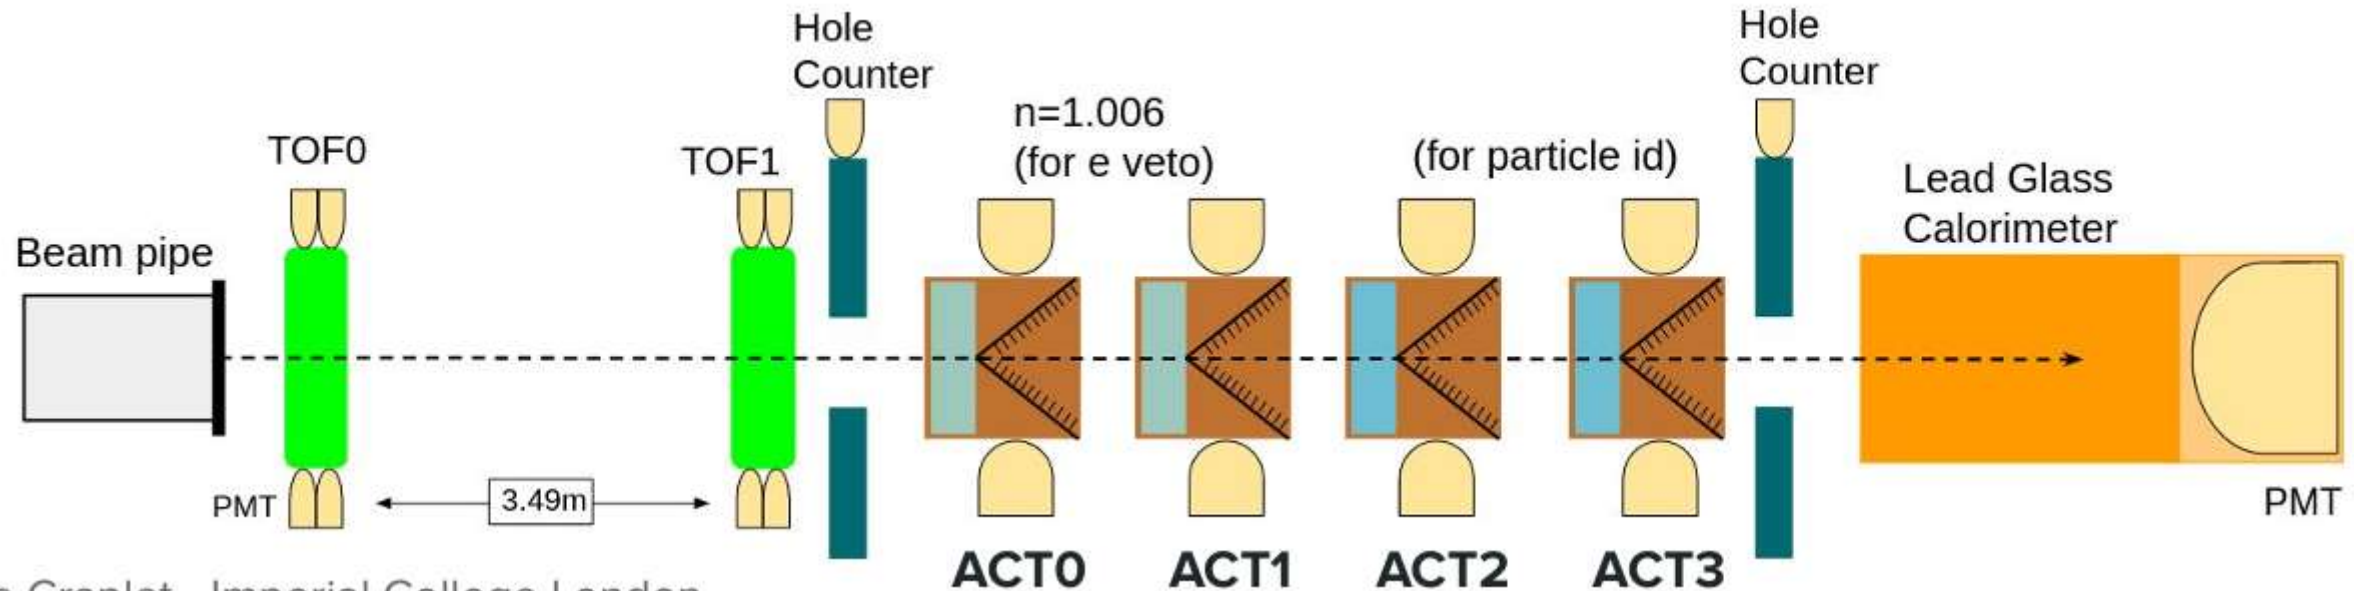 Hole
Counter
Hole
Counter
n=1.006
(for e veto)
(for particle id)
TOF0
TOF1
Lead Glass
Calorimeter
Beam pipe
PMT
3.49m
PMT
ACT0
ACT1
ACT2
ACT3
Imperial College London